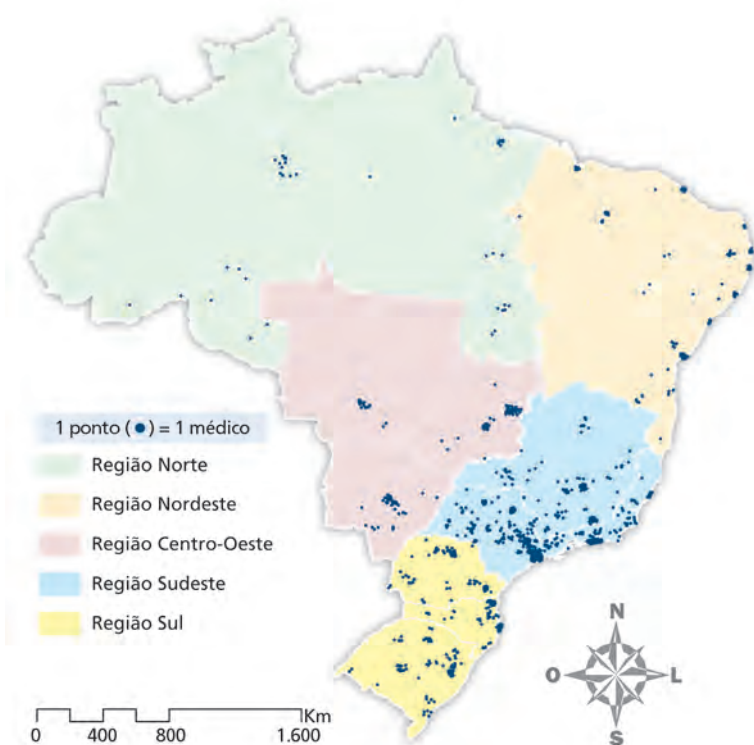 1 ponto (•) = 1 médico
Região Norte
Região Nordeste
Região Centro-Oeste
Região Sudeste
Região Sul
N
O L
S
Km
0 400 800 1.600